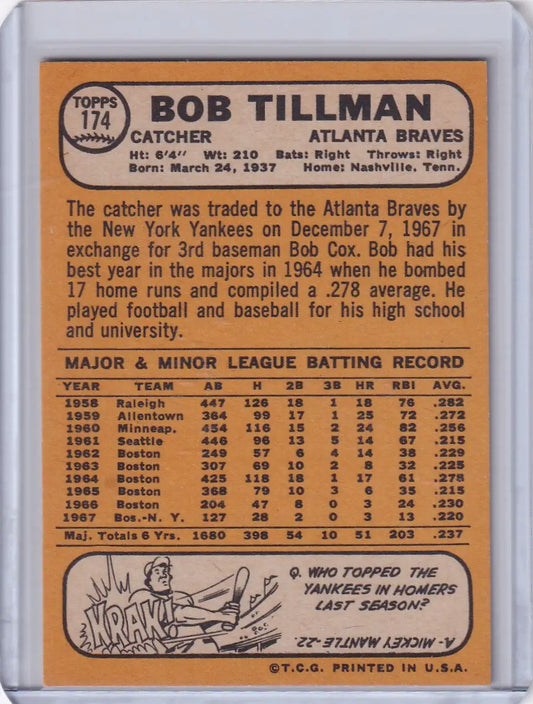 TOPPS
174
BOB TILLMAN
CATCHER ATLANTA BRAVES
Ht: 6'4" Wt: 210 Bats: Right Throws: Right
Born: March 24, 1937 Home: Nashville, Tenn.
The catcher was traded to the Atlanta Braves by
the New York Yankees on December 7, 1967 in
exchange for 3rd baseman Bob Cox. Bob had his
best year in the majors in 1964 when he bombed
17 home runs and compiled a .278 average. He
played football and baseball for his high school
and university.
MAJOR & MINOR LEAGUE BATTING RECORD
YEAR TEAM AB H 2B 3B HR RBI AVG.
1958 Raleigh 447 126 18 1 18 76 .282
1959 Allentown 364 99 17 1 25 72 .272
1960 Minneap. 454 116 15 2 24 82 .256
1961 Seattle 446 96 13 5 14 67 .215
1962 Boston 249 57 6 4 14 38 .229
1963 Boston 307 69 10 2 8 32 .225
1964 Boston 425 118 18 1 17 61 .278
1965 Boston 368 79 10 3 6 35 .215
1966 Boston 204 47 8 0 3 24 .230
1967 Bos.-N. Y. 127 28 2 0 3 13 .220
Maj. Totals 6 Yrs. 1680 398 54 10 51 203 .237
KRAK!
Q. WHO TOPPED THE
YANKEES IN HOMERS
LAST SEASON?
A- MICKEY MANTLE-22.
©T.C.G. PRINTED IN U.S.A.